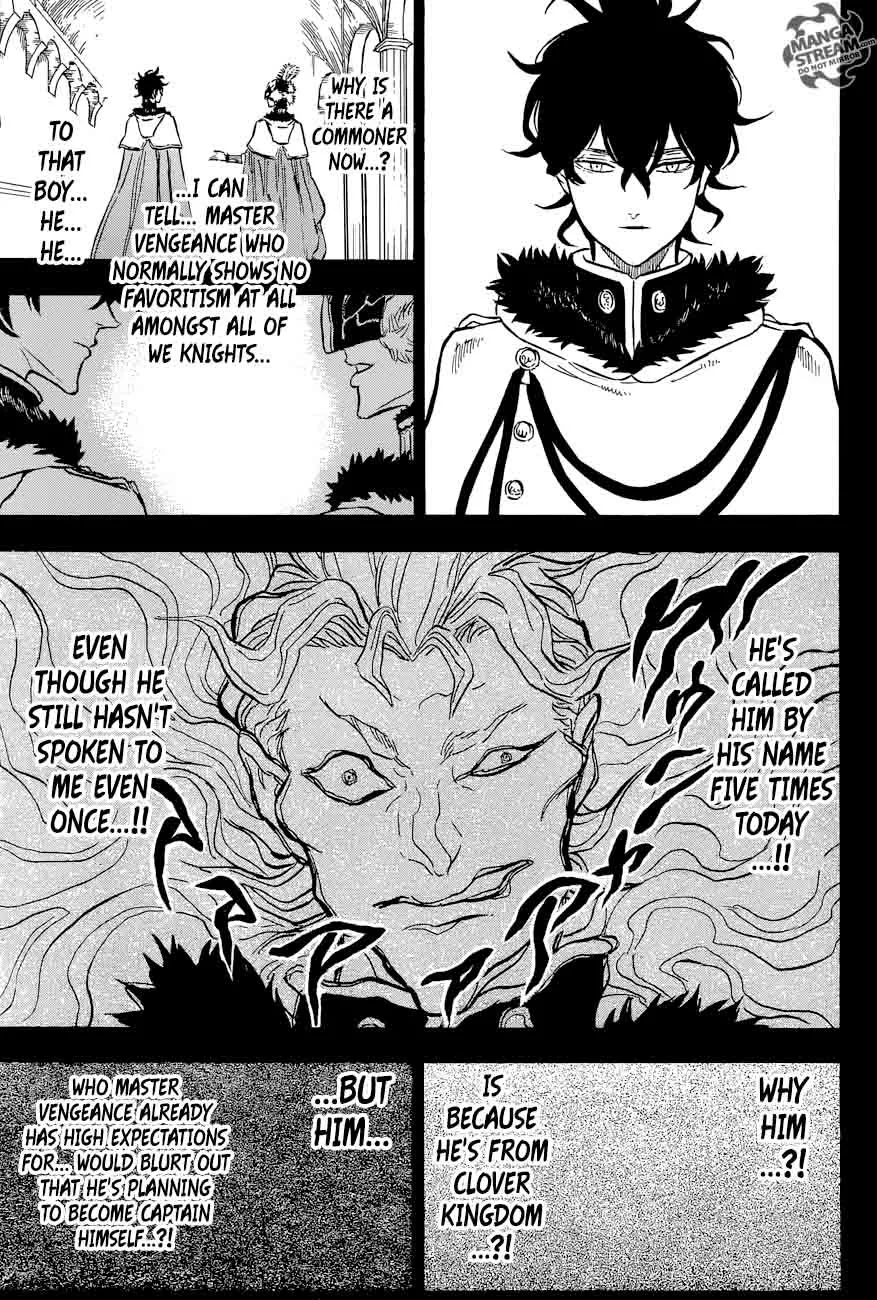 MANGA
STREAM.com
DO NOT MIRROR!
WHY IS
THERE A
COMMONER
NOW...?
...I CAN
TELL... MASTER
VENGEANCE WHO
NORMALLY SHOWS NO
FAVORITISM AT ALL
AMONGST ALL OF
WE KNIGHTS...
TO
THAT
BOY...
HE...
HE...
HE'S
CALLED
HIM BY
HIS NAME
FIVE TIMES
TODAY
...!!
EVEN
THOUGH HE
STILL HASN'T
SPOKEN TO
ME EVEN
ONCE...!!
WHY
HIM
...?!
IS
BECAUSE
HE'S FROM
CLOVER
KINGDOM
...?!
...BUT
HIM...
WHO MASTER
VENGEANCE ALREADY
HAS HIGH EXPECTATIONS
FOR... WOULD BLURT OUT
THAT HE'S PLANNING
TO BECOME CAPTAIN
HIMSELF...?!